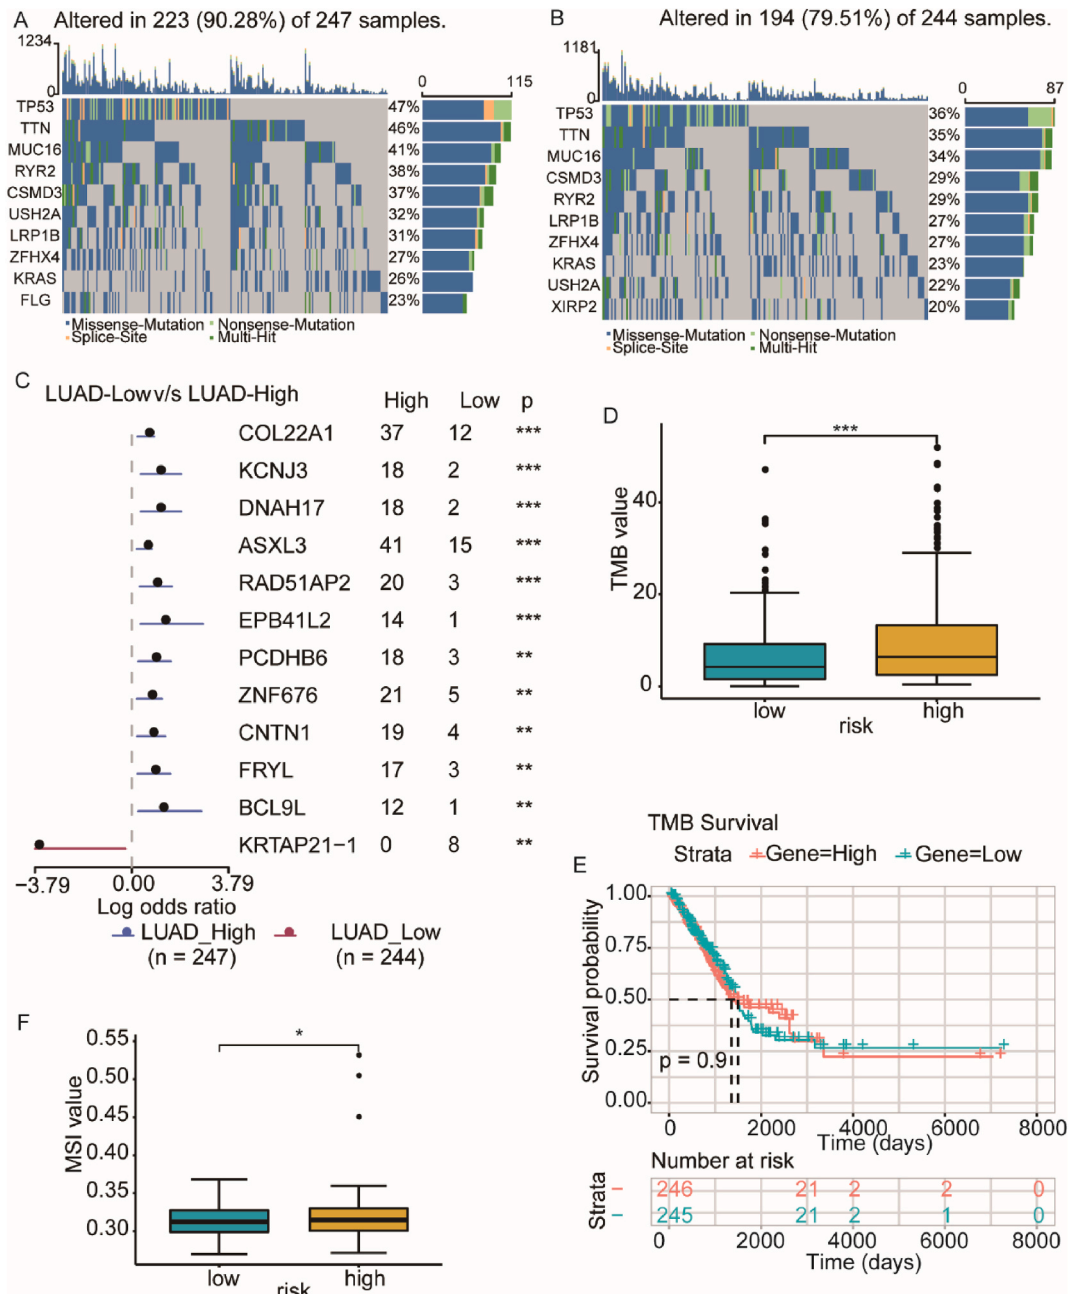 A
Altered in 223 (90.28%) of 247 samples.
1234
0
0 115
TP53 47%
TTN 46%
MUC16 41%
RYR2 38%
CSMD3 37%
USH2A 32%
LRP1B 31%
ZFHX4 27%
KRAS 26%
FLG 23%
Missense-Mutation Nonsense-Mutation
Splice-Site Multi-Hit
B
Altered in 194 (79.51%) of 244 samples.
1181
0
0 87
TP53 36%
TTN 35%
MUC16 34%
CSMD3 29%
RYR2 29%
LRP1B 27%
ZFHX4 27%
KRAS 23%
USH2A 22%
XIRP2 20%
Missense-Mutation Nonsense-Mutation
Splice-Site Multi-Hit
C
LUAD-Low v/s LUAD-High
High Low p
COL22A1 37 12 ***
KCNJ3 18 2 ***
DNAH17 18 2 ***
ASXL3 41 15 ***
RAD51AP2 20 3 ***
EPB41L2 14 1 ***
PCDHB6 18 3 **
ZNF676 21 5 **
CNTN1 19 4 **
FRYL 17 3 **
BCL9L 12 1 **
KRTAP21−1 0 8 **
−3.79 0.00 3.79
Log odds ratio
LUAD_High LUAD_Low
(n = 247) (n = 244)
D
***
TMB value
40
20
0
low high
risk
E
TMB Survival
Strata Gene=High Gene=Low
Survival probability
1.00
0.75
0.50
0.25
0.00
p = 0.9
0 2000 4000 6000 8000
Time (days)
Number at risk
Strata
246 21 2 2 0
245 21 2 1 0
0 2000 4000 6000 8000
Time (days)
F
*
MSI value
0.55
0.50
0.45
0.40
0.35
0.30
low high
risk